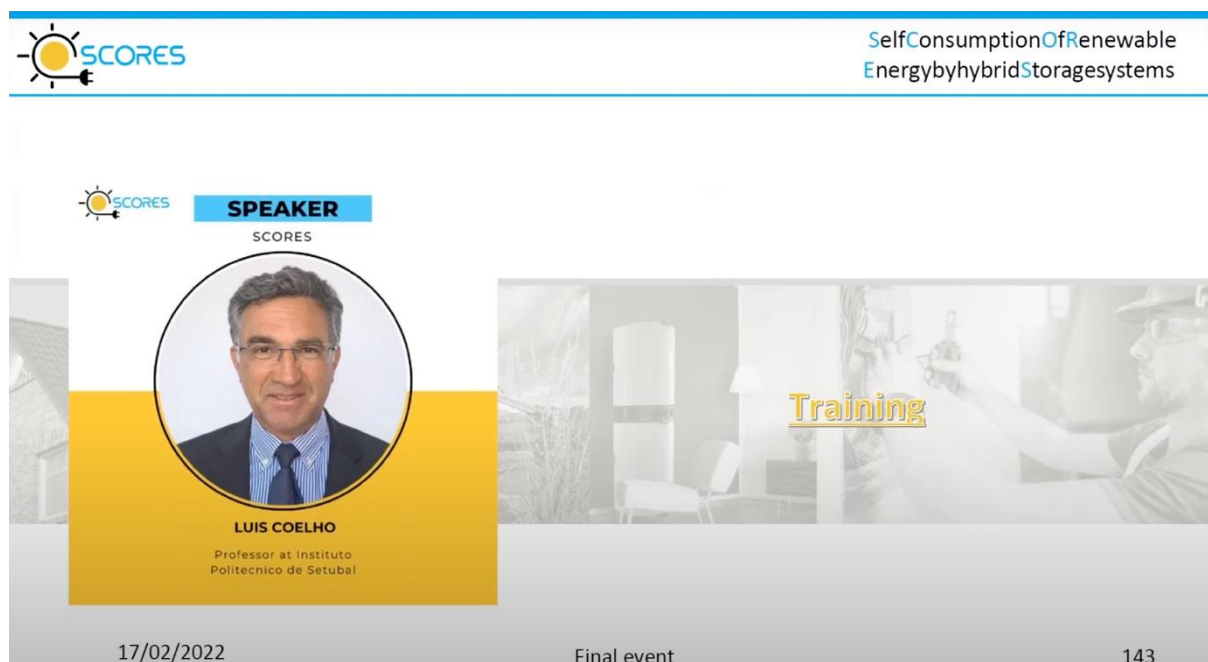 SCORES
SelfConsumptionOfRenewable
EnergybyhybridStoragesystems
SCORES
SPEAKER
SCORES
LUIS COELHO
Professor at Instituto
Politecnico de Setubal
Training
17/02/2022
Final event
143